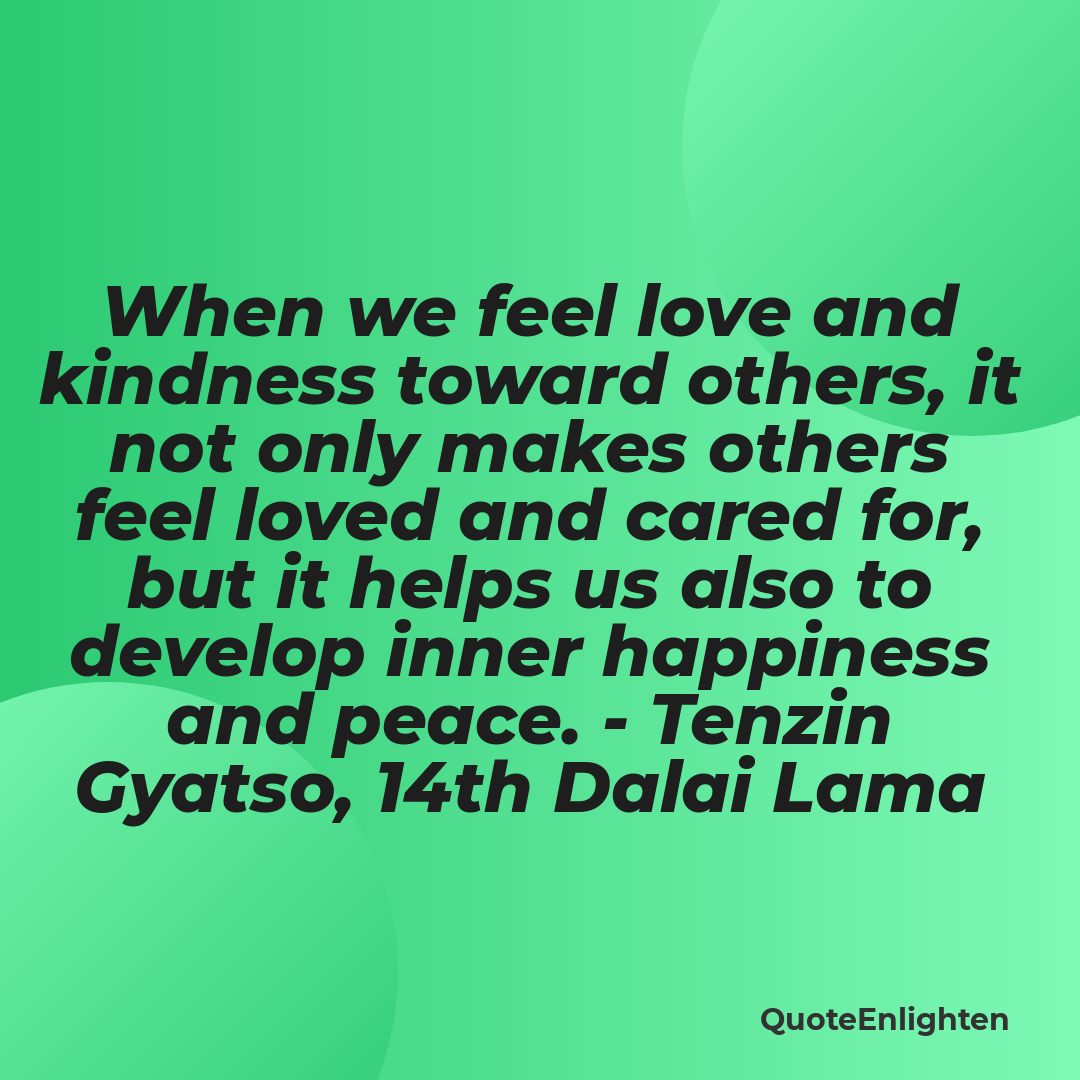 When we feel love and
kindness toward others, it
not only makes others
feel loved and cared for,
but it helps us also to
develop inner happiness
and peace. - Tenzin
Gyatso, 14th Dalai Lama
QuoteEnlighten